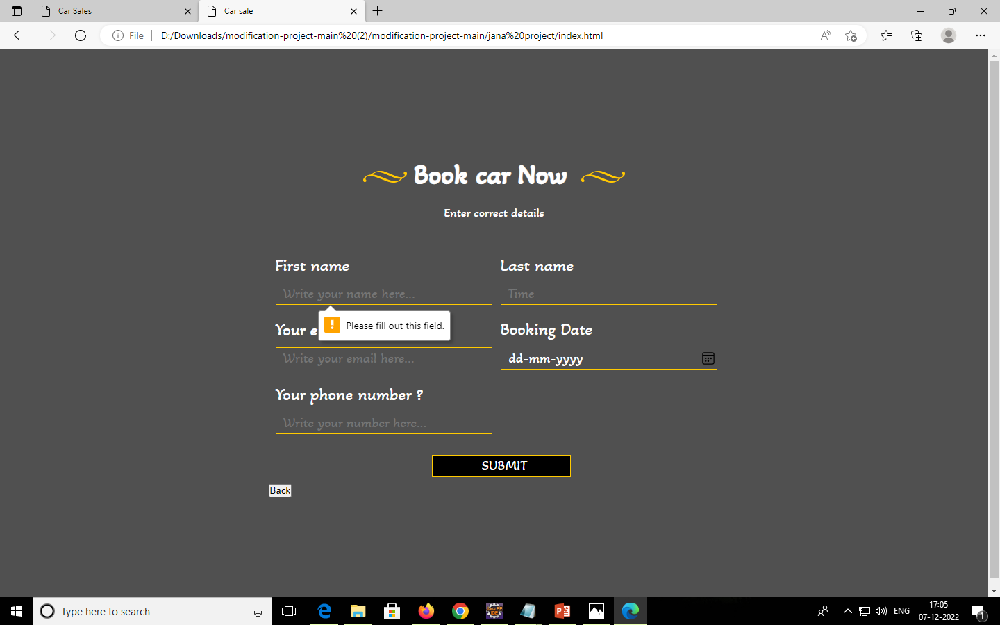 Car Sales
Car sale
File
D:/Downloads/modification-project-main%20(2)/modification-project-main/jana%20project/index.html
Book car Now
Enter correct details
First name
Last name
Write your name here...
Time
Please fill out this field.
Your e
Booking Date
Write your email here...
dd-mm-yyyy
Your phone number ?
Write your number here...
SUBMIT
Back
Type here to search
ENG
17:05
07-12-2022
1